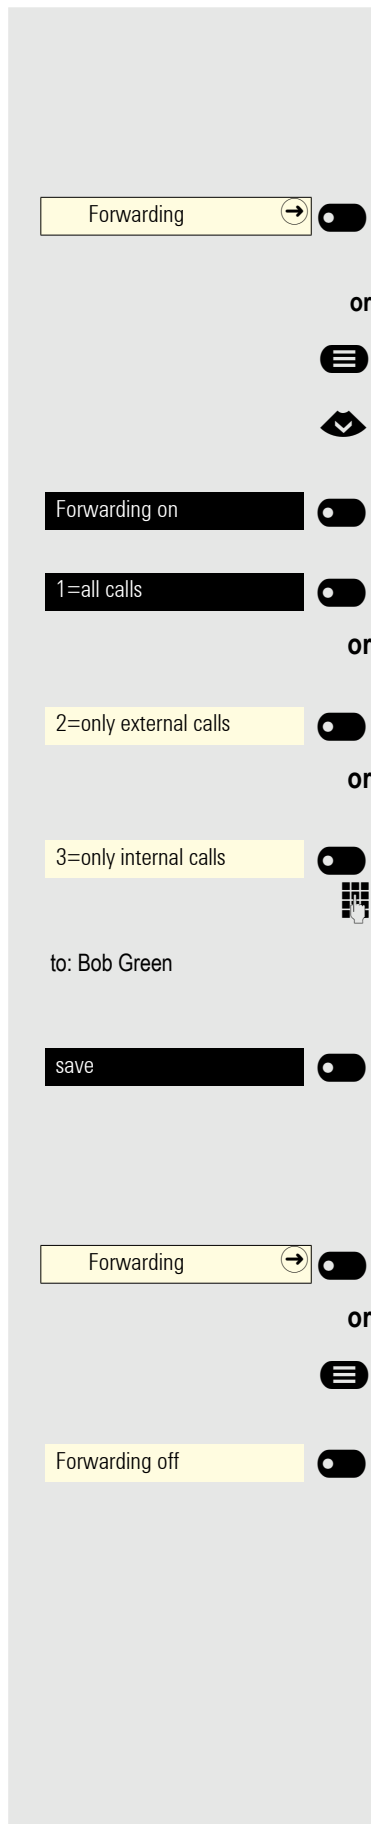 Forwarding
or
Forwarding on
1=all calls
or
2=only external calls
or
3=only internal calls
to: Bob Green
save
Forwarding
or
Forwarding off